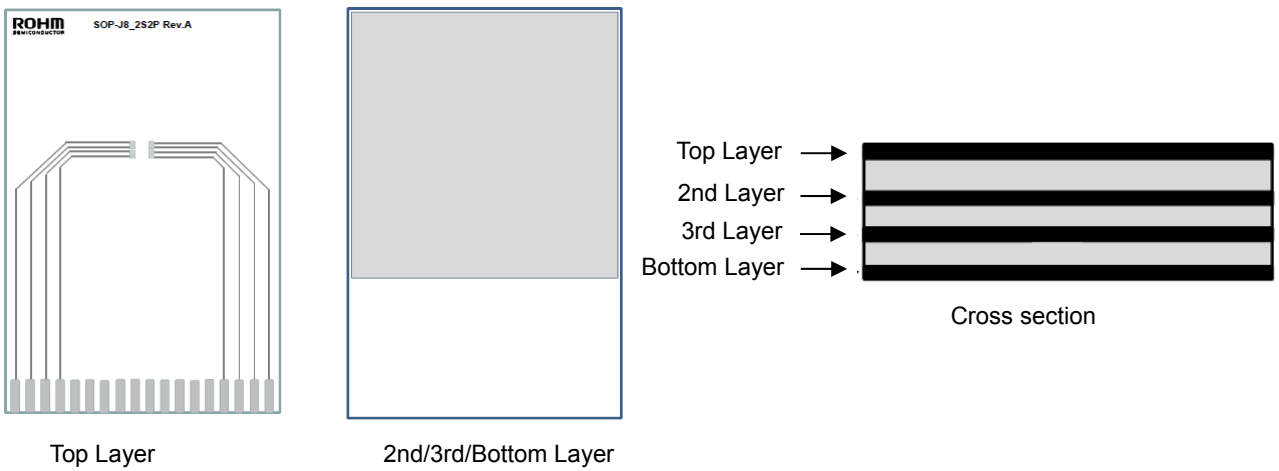 ROHM
SEMICONDUCTOR
SOP-J8_2S2P Rev.A
Top Layer
2nd/3rd/Bottom Layer
Top Layer
2nd Layer
3rd Layer
Bottom Layer
Cross section